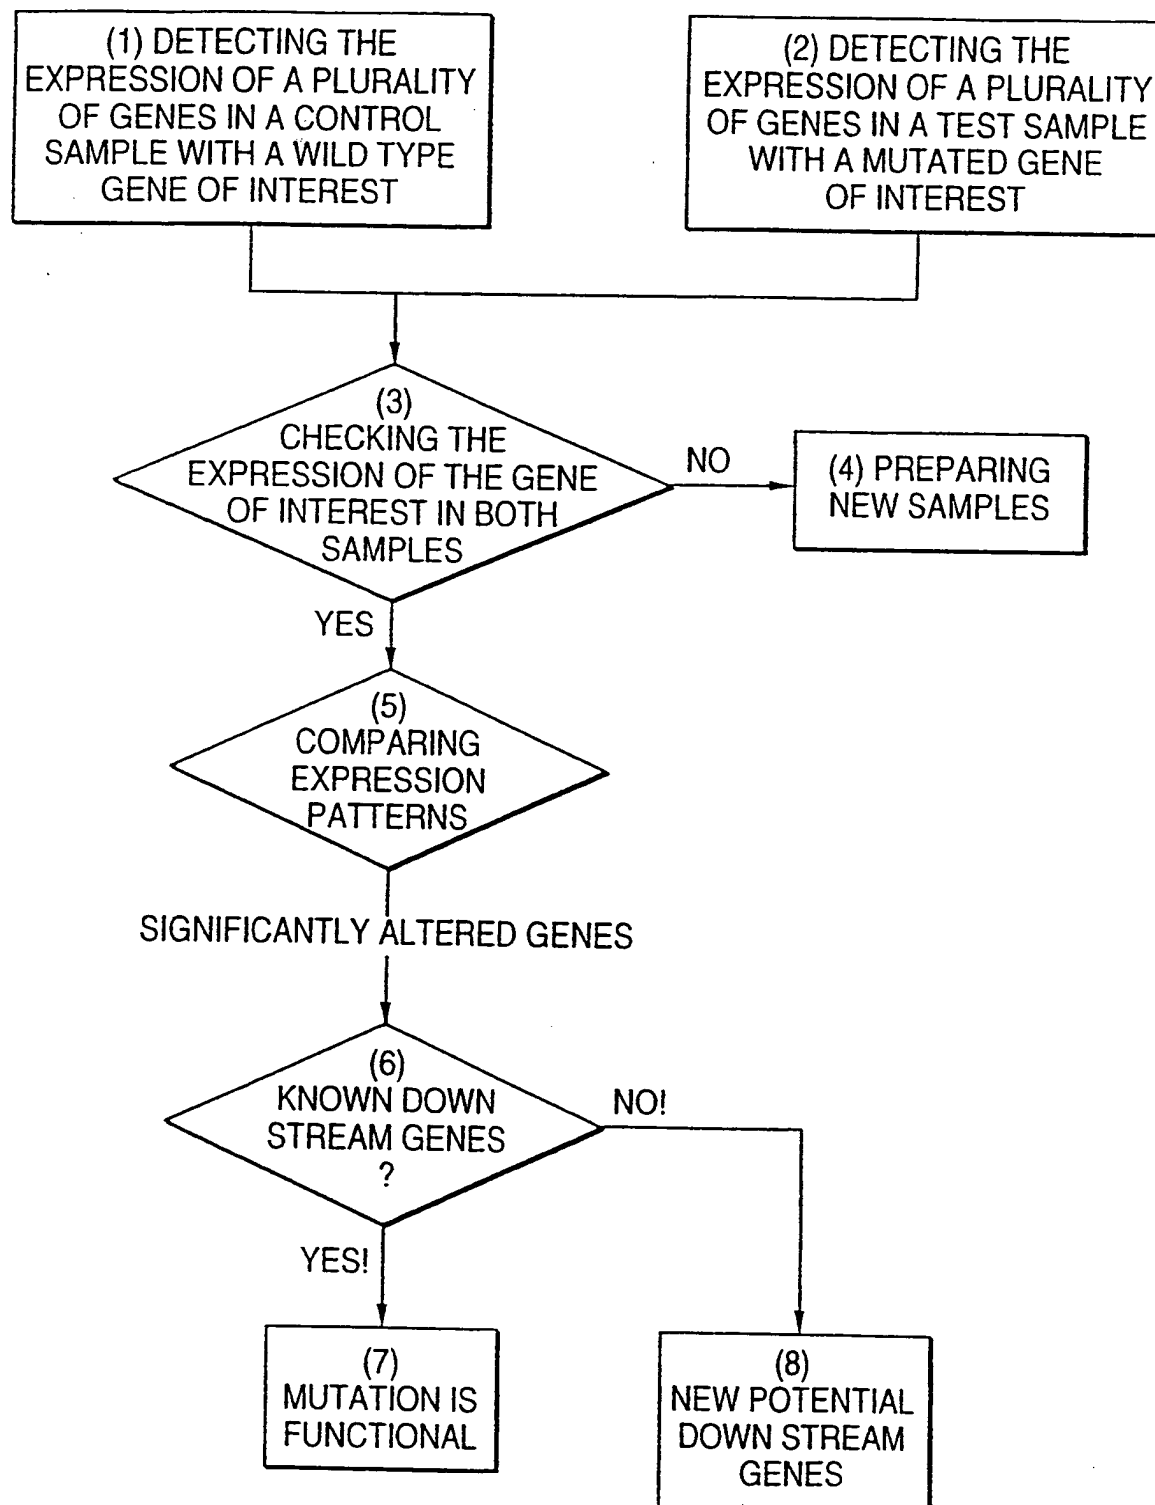 (1) DETECTING THE
EXPRESSION OF A PLURALITY
OF GENES IN A CONTROL
SAMPLE WITH A WILD TYPE
GENE OF INTEREST
(2) DETECTING THE
EXPRESSION OF A PLURALITY
OF GENES IN A TEST SAMPLE
WITH A MUTATED GENE
OF INTEREST
(3)
CHECKING THE
EXPRESSION OF THE GENE
OF INTEREST IN BOTH
SAMPLES
NO
(4) PREPARING
NEW SAMPLES
YES
(5)
COMPARING
EXPRESSION
PATTERNS
SIGNIFICANTLY ALTERED GENES
(6)
KNOWN DOWN
STREAM GENES
?
NO!
YES!
(7)
MUTATION IS
FUNCTIONAL
(8)
NEW POTENTIAL
DOWN STREAM
GENES